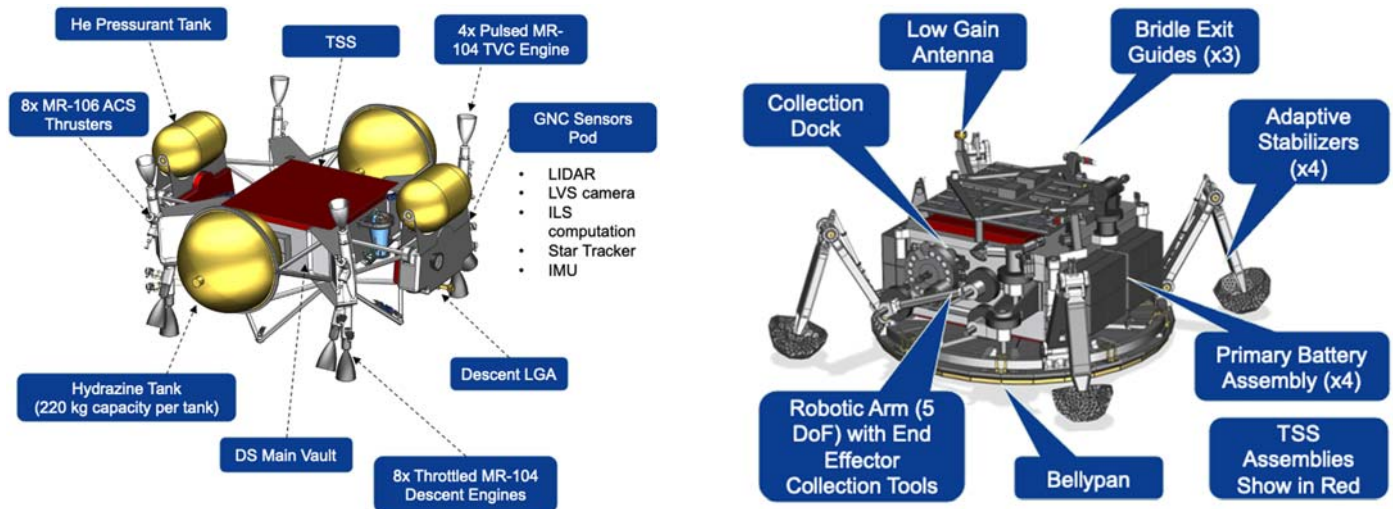 He Pressurant Tank
TSS
4x Pulsed MR-
104 TVC Engine
8x MR-106 ACS
Thrusters
GNC Sensors
Pod
• LIDAR
• LVS camera
• ILS
computation
• Star Tracker
• IMU
Hydrazine Tank
(220 kg capacity per tank)
Descent LGA
DS Main Vault
8x Throttled MR-104
Descent Engines
Low Gain
Antenna
Bridle Exit
Guides (x3)
Collection
Dock
Adaptive
Stabilizers
(x4)
Primary Battery
Assembly (x4)
Robotic Arm (5
DoF) with End
Effector
Collection Tools
Bellypan
TSS
Assemblies
Show in Red